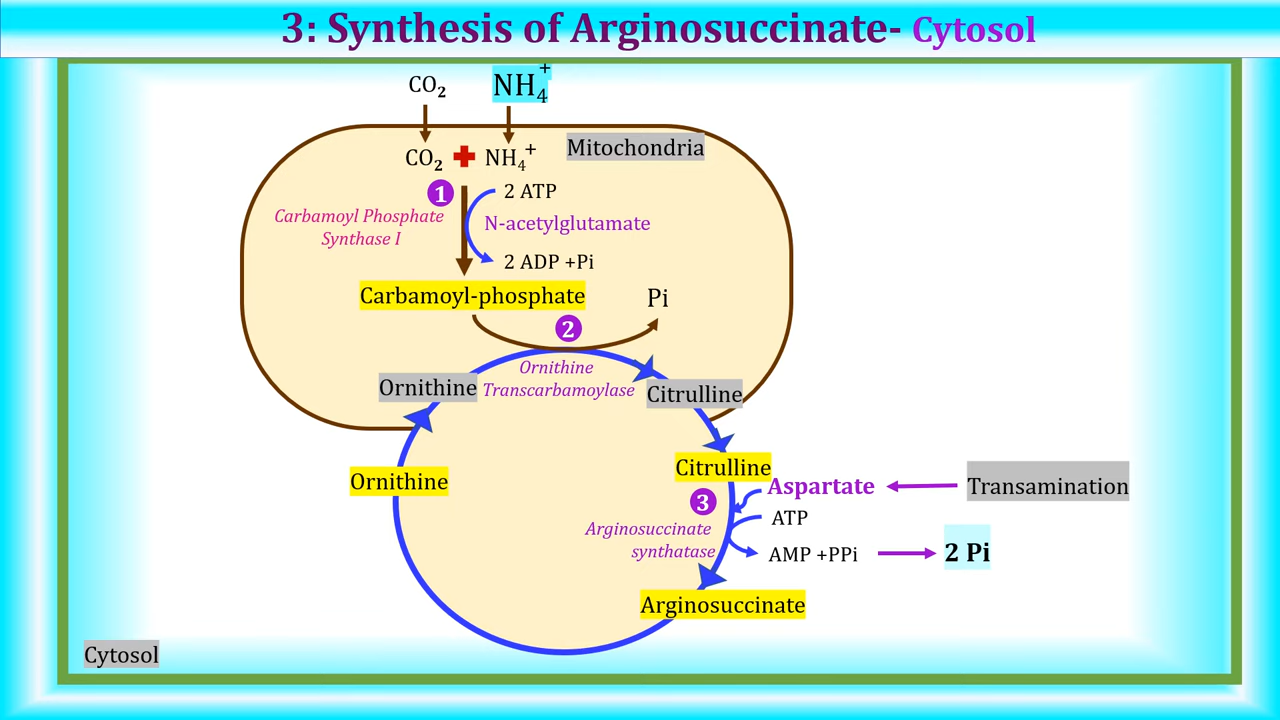 3: Synthesis of Arginosuccinate- Cytosol
CO₂
NH₄⁺
CO₂ + NH₄⁺
Mitochondria
1
2 ATP
Carbamoyl Phosphate
Synthase I
N-acetylglutamate
2 ADP +Pi
Carbamoyl-phosphate
Pi
2
Ornithine
Transcarbamoylase
Ornithine
Citrulline
Ornithine
Citrulline
Aspartate
Transamination
3
ATP
Arginosuccinate
synthatase
AMP +PPi
2 Pi
Arginosuccinate
Cytosol